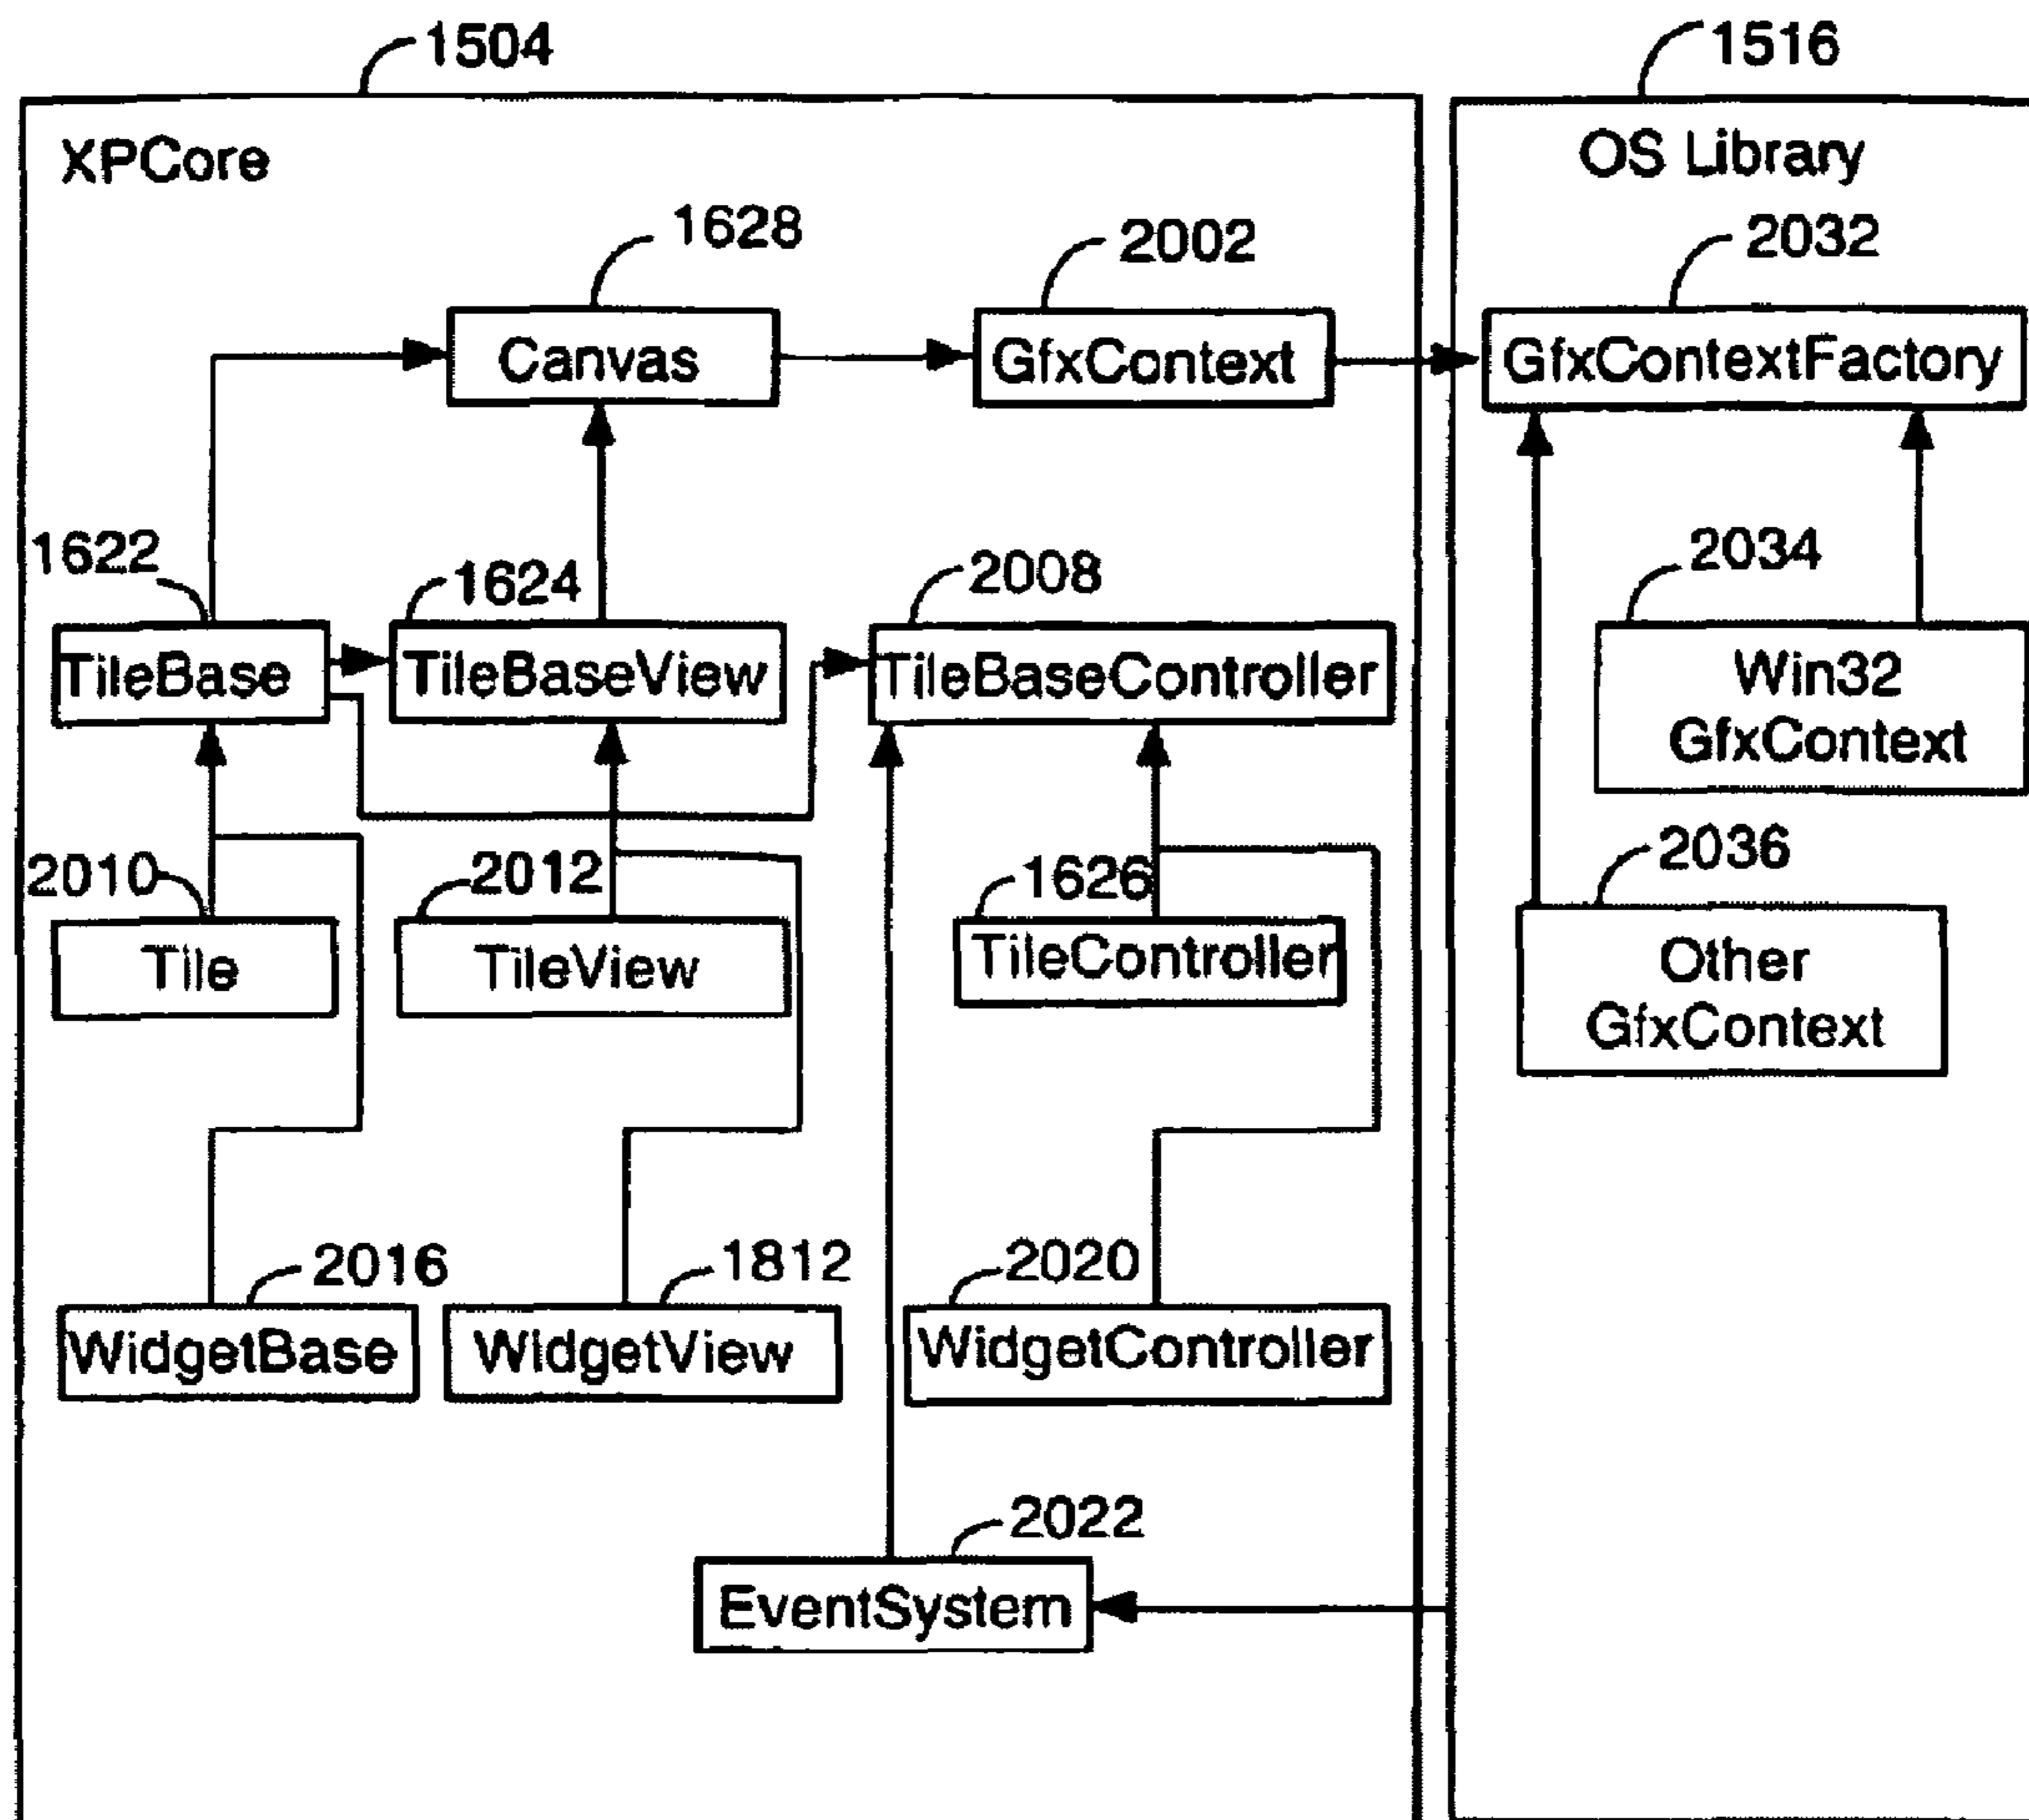 1504
1516
XPCore
OS Library
1628
2002
2032
Canvas
GfxContext
GfxContextFactory
1622
1624
2008
2034
TileBase
TileBaseView
TileBaseController
Win32
GfxContext
2010
2012
1626
2036
Tile
TileView
TileController
Other
GfxContext
2016
1812
2020
WidgetBase
WidgetView
WidgetController
2022
EventSystem